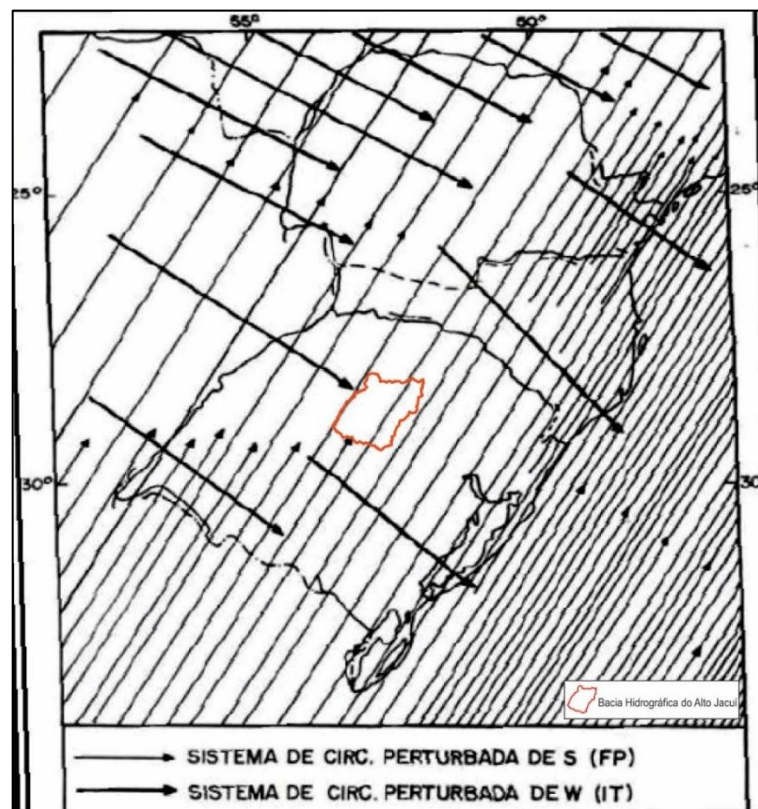 55° 50°
25° 25°
30° 30
Bacia Hidrográfica do Alto Jacuí
SISTEMA DE CIRC. PERTURBADA DE S (FP)
SISTEMA DE CIRC. PERTURBADA DE W (IT)